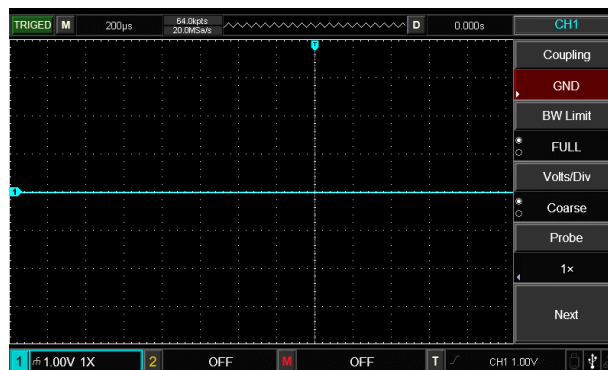 TRIGED M 200μs 64.0kpts D 0.000s CH1
20.0MSa/s
T
Coupling
GND
BW Limit
FULL
1
Volts/Div
Coarse
Probe
1×
Next
1 1.00V 1X 2 OFF M OFF T CH1 1.00V